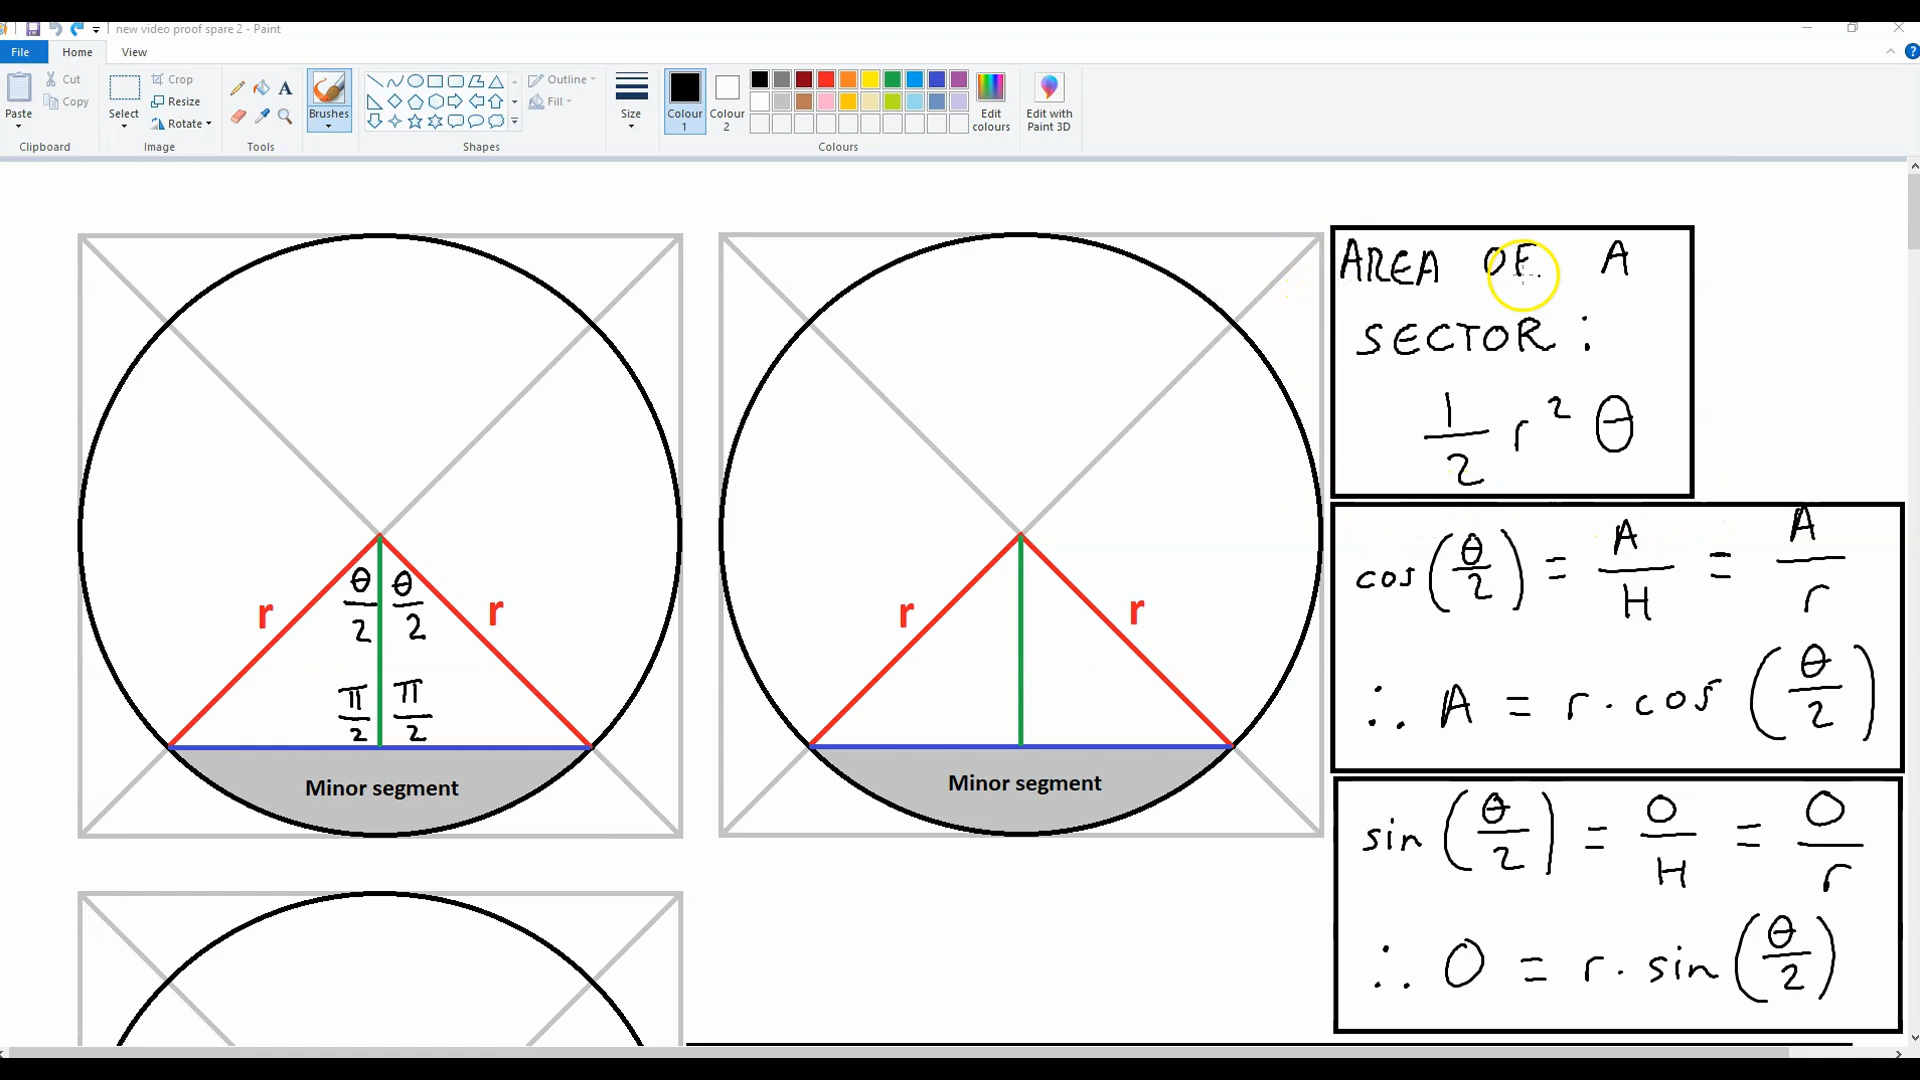 new video proof spare 2 - Paint
File Home View
Paste
Cut
Copy
Clipboard
Select
Crop
Resize
Rotate
Image
A
Tools
Brushes
Shapes
Outline
Fill
Size
Colour 1
Colour 2
Edit colours
Colours
Edit with Paint 3D
r
θ/2 θ/2
r
π/2 π/2
Minor segment
r
r
Minor segment
AREA OF A
SECTOR :
1/2 r² θ
cos(θ/2) = A/H = A/r
∴ A = r · cos (θ/2)
sin (θ/2) = O/H = O/r
∴ O = r · sin (θ/2)